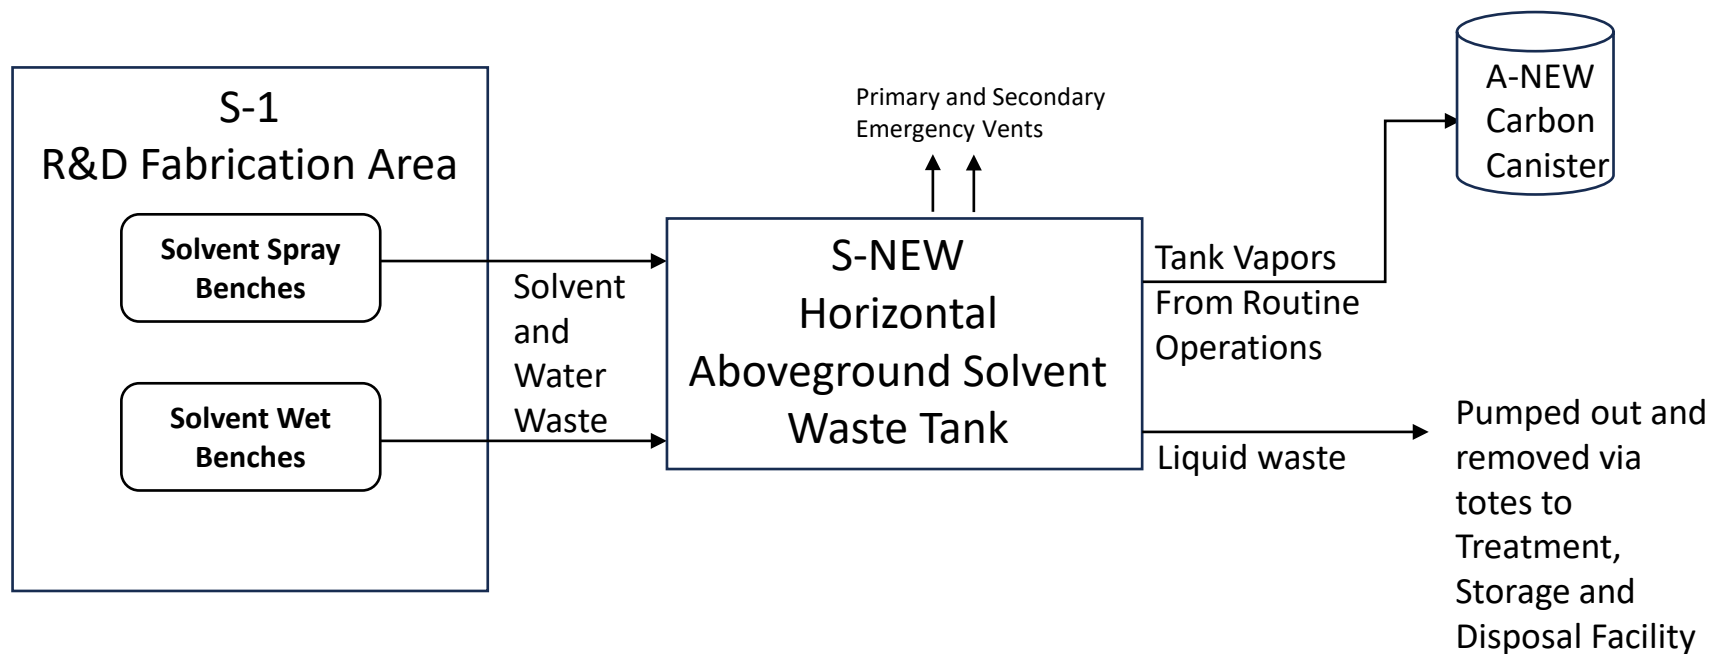 S-1
R&D Fabrication Area
Solvent Spray
Benches
Solvent Wet
Benches
Solvent
and
Water
Waste
Primary and Secondary
Emergency Vents
S-NEW
Horizontal
Aboveground Solvent
Waste Tank
Tank Vapors
From Routine
Operations
Liquid waste
A-NEW
Carbon
Canister
Pumped out and
removed via
totes to
Treatment,
Storage and
Disposal Facility